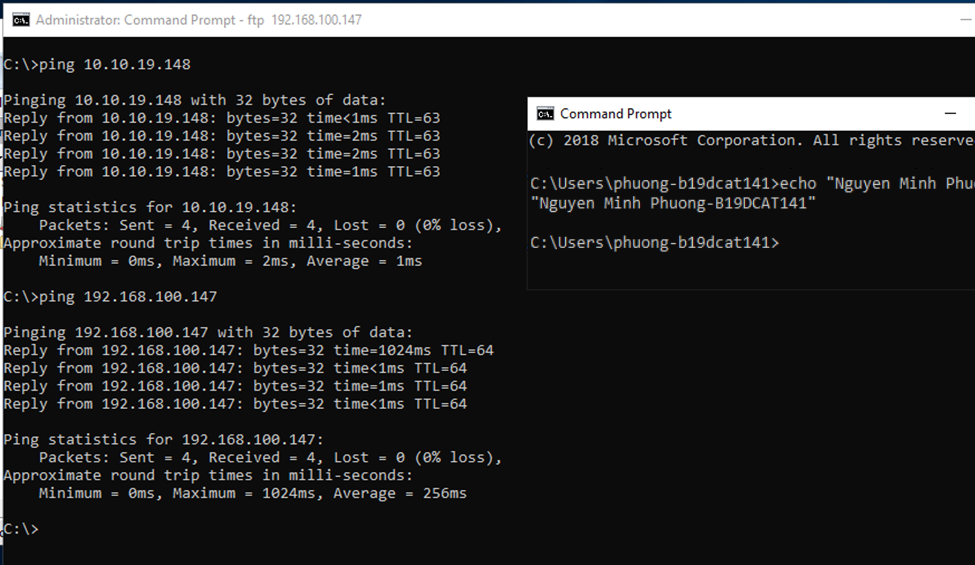 Administrator: Command Prompt - ftp 192.168.100.147
C:\>ping 10.10.19.148
Pinging 10.10.19.148 with 32 bytes of data:
Reply from 10.10.19.148: bytes=32 time<1ms TTL=63
Reply from 10.10.19.148: bytes=32 time=2ms TTL=63
Reply from 10.10.19.148: bytes=32 time=2ms TTL=63
Reply from 10.10.19.148: bytes=32 time=1ms TTL=63
Ping statistics for 10.10.19.148:
Packets: Sent = 4, Received = 4, Lost = 0 (0% loss),
Approximate round trip times in milli-seconds:
Minimum = 0ms, Maximum = 2ms, Average = 1ms
C:\>ping 192.168.100.147
Pinging 192.168.100.147 with 32 bytes of data:
Reply from 192.168.100.147: bytes=32 time=1024ms TTL=64
Reply from 192.168.100.147: bytes=32 time<1ms TTL=64
Reply from 192.168.100.147: bytes=32 time=1ms TTL=64
Reply from 192.168.100.147: bytes=32 time<1ms TTL=64
Ping statistics for 192.168.100.147:
Packets: Sent = 4, Received = 4, Lost = 0 (0% loss),
Approximate round trip times in milli-seconds:
Minimum = 0ms, Maximum = 1024ms, Average = 256ms
C:\>
Command Prompt
(c) 2018 Microsoft Corporation. All rights reserve
C:\Users\phuong-b19dcat141>echo "Nguyen Minh Phu
"Nguyen Minh Phuong-B19DCAT141"
C:\Users\phuong-b19dcat141>